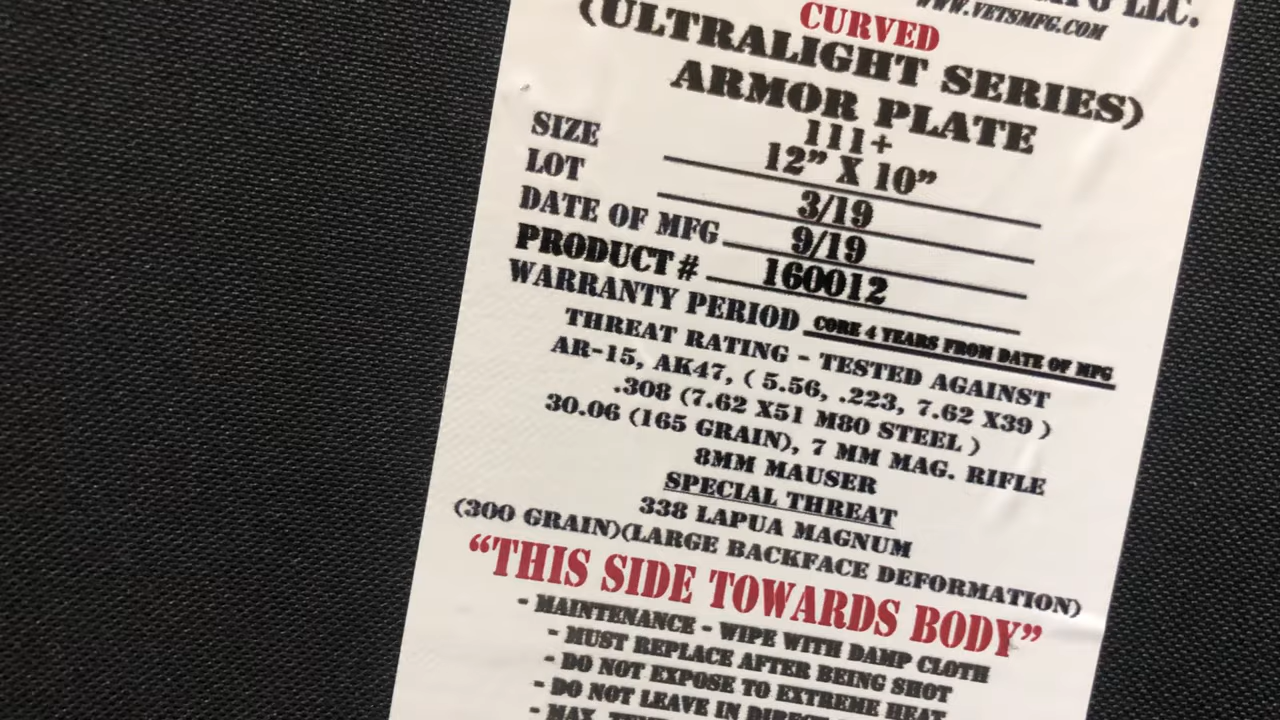 LLC.
WWW.VETSMFG.COM
CURVED
(ULTRALIGHT SERIES)
ARMOR PLATE
111+
SIZE 12” X 10”
LOT 3/19
DATE OF MFG 9/19
PRODUCT # 160012
WARRANTY PERIOD CORE 4 YEARS FROM DATE OF MFG
THREAT RATING - TESTED AGAINST
AR-15, AK47, ( 5.56, .223, 7.62 X39 )
.308 (7.62 X51 M80 STEEL )
30.06 (165 GRAIN), 7 MM MAG. RIFLE
8MM MAUSER
SPECIAL THREAT
338 LAPUA MAGNUM
(300 GRAIN)(LARGE BACKFACE DEFORMATION)
“THIS SIDE TOWARDS BODY”
- MAINTENANCE - WIPE WITH DAMP CLOTH
- MUST REPLACE AFTER BEING SHOT
- DO NOT EXPOSE TO EXTREME HEAT
- DO NOT LEAVE IN DIRECT
- MAX.